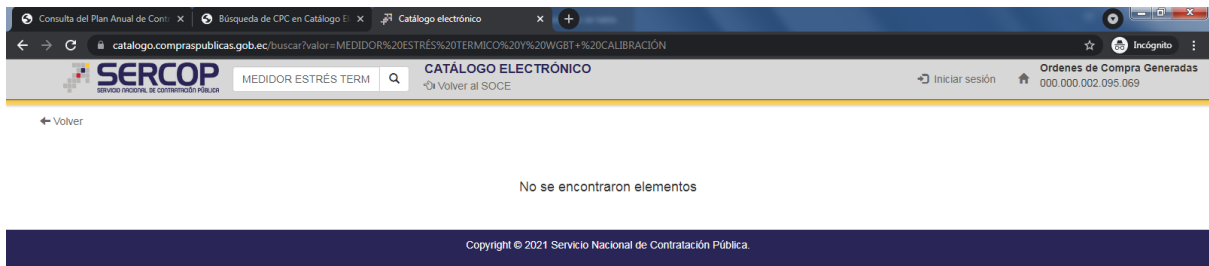 Consulta del Plan Anual de Contr
Búsqueda de CPC en Catálogo El
Catálogo electrónico
catalogo.compraspublicas.gob.ec/buscar?valor=MEDIDOR%20ESTRÉS%20TERMICO%20Y%20WGBT+%20CALIBRACIÓN
Incógnito
SERCOP
SERVICIO NACIONAL DE CONTRATACIÓN PÚBLICA
MEDIDOR ESTRÉS TERM
CATÁLOGO ELECTRÓNICO
Volver al SOCE
Iniciar sesión
Ordenes de Compra Generadas
000.000.002.095.069
Volver
No se encontraron elementos
Copyright © 2021 Servicio Nacional de Contratación Pública.